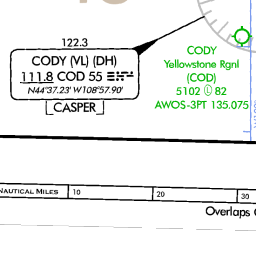 122.3
CODY (VL) (DH)
111.8 COD 55
N44°37.23' W108°57.90'
CASPER
CODY
Yellowstone Rgnl
(COD)
5102 Ⓛ 82
AWOS-3PT 135.075
NAUTICAL MILES 10 20 30
Overlaps